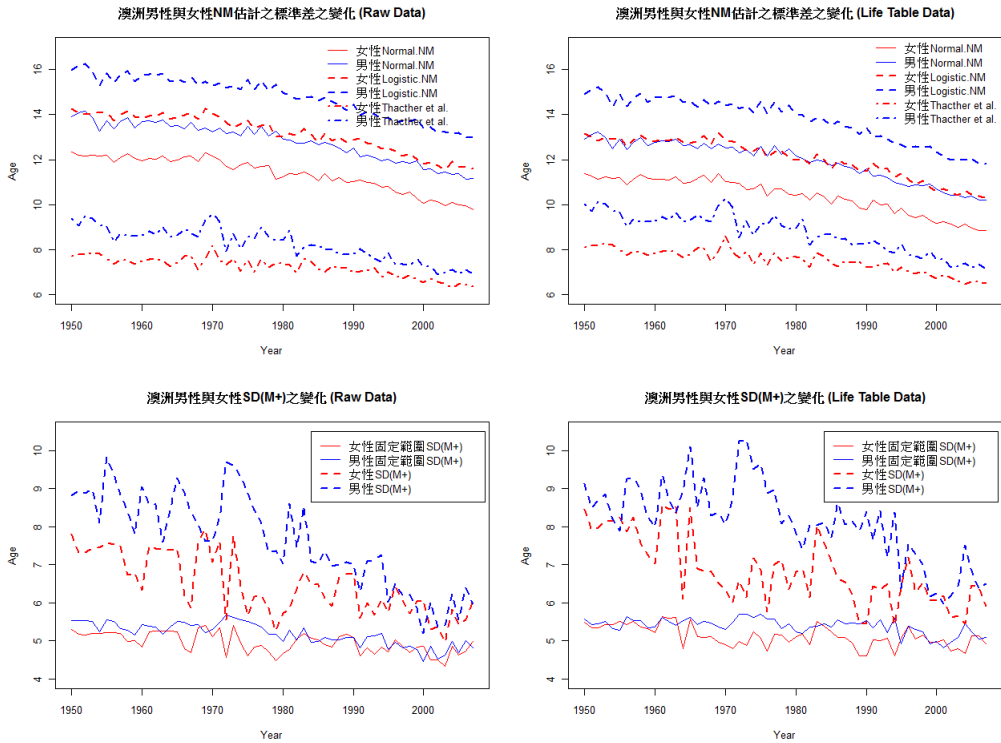 澳洲男性與女性NM估計之標準差之變化 (Raw Data)
Age
16
14
12
10
8
6
女性Normal.NM
男性Normal.NM
女性Logistic.NM
男性Logistic.NM
女性Thacther et al.
男性Thacther et al.
1950 1960 1970 1980 1990 2000
Year
澳洲男性與女性NM估計之標準差之變化 (Life Table Data)
Age
16
14
12
10
8
6
女性Normal.NM
男性Normal.NM
女性Logistic.NM
男性Logistic.NM
女性Thacther et al.
男性Thacther et al.
1950 1960 1970 1980 1990 2000
Year
澳洲男性與女性SD(M+)之變化 (Raw Data)
Age
10
9
8
7
6
5
4
女性固定範圍SD(M+)
男性固定範圍SD(M+)
女性SD(M+)
男性SD(M+)
1950 1960 1970 1980 1990 2000
Year
澳洲男性與女性SD(M+)之變化 (Life Table Data)
Age
10
9
8
7
6
5
4
女性固定範圍SD(M+)
男性固定範圍SD(M+)
女性SD(M+)
男性SD(M+)
1950 1960 1970 1980 1990 2000
Year